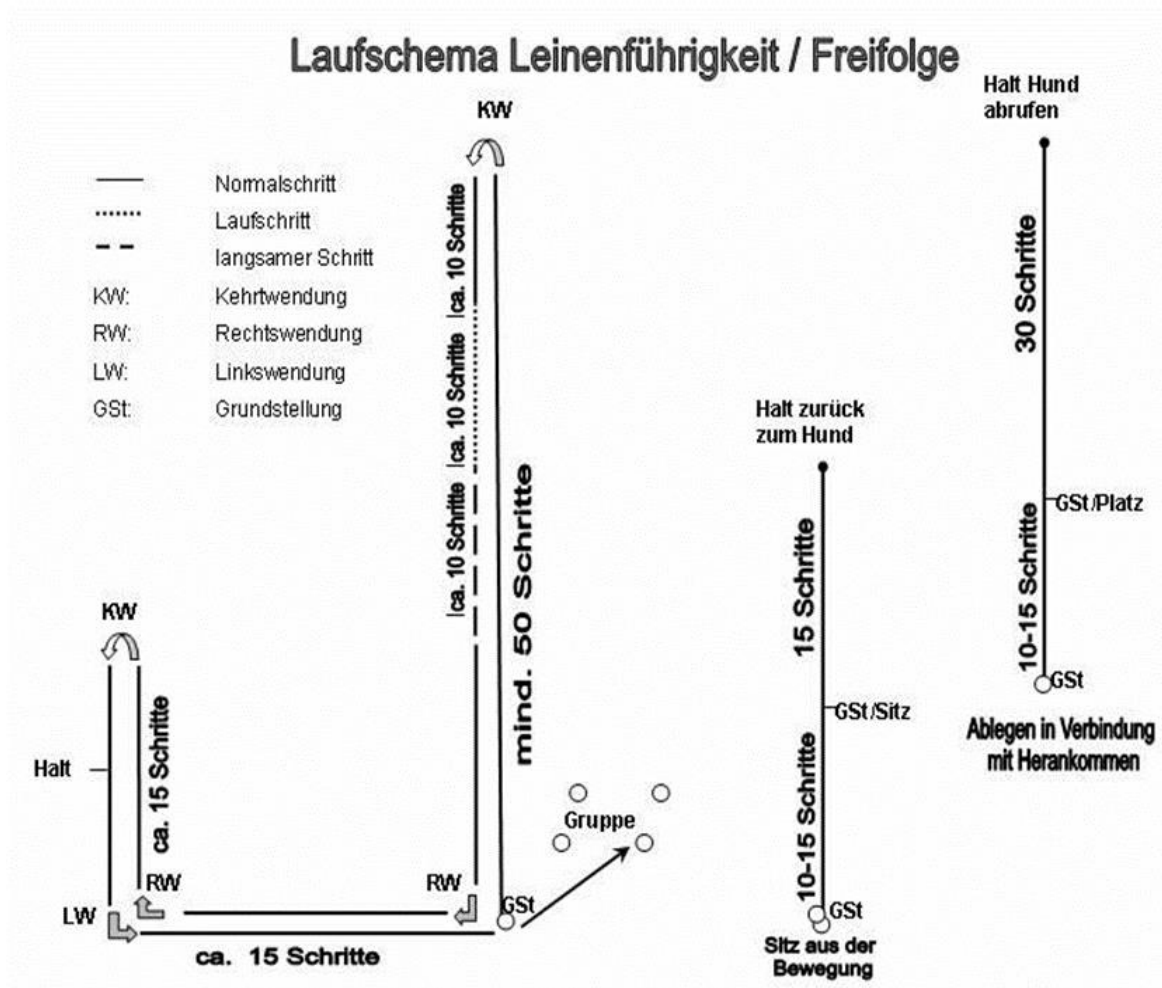 Laufschema Leinenführigkeit / Freifolge
Normalschritt
Laufschritt
langsamer Schritt
KW: Kehrtwendung
RW: Rechtswendung
LW: Linkswendung
GSt: Grundstellung
KW
ca. 10 Schritte
ca. 10 Schritte
ca. 10 Schritte
mind. 50 Schritte
KW
Halt
ca. 15 Schritte
RW
LW
ca. 15 Schritte
RW
GSt
Gruppe
Halt zurück
zum Hund
15 Schritte
GSt/Sitz
10-15 Schritte
GSt
Sitz aus der
Bewegung
Halt Hund
abrufen
30 Schritte
GSt/Platz
10-15 Schritte
GSt
Ablegen in Verbindung
mit Herankommen